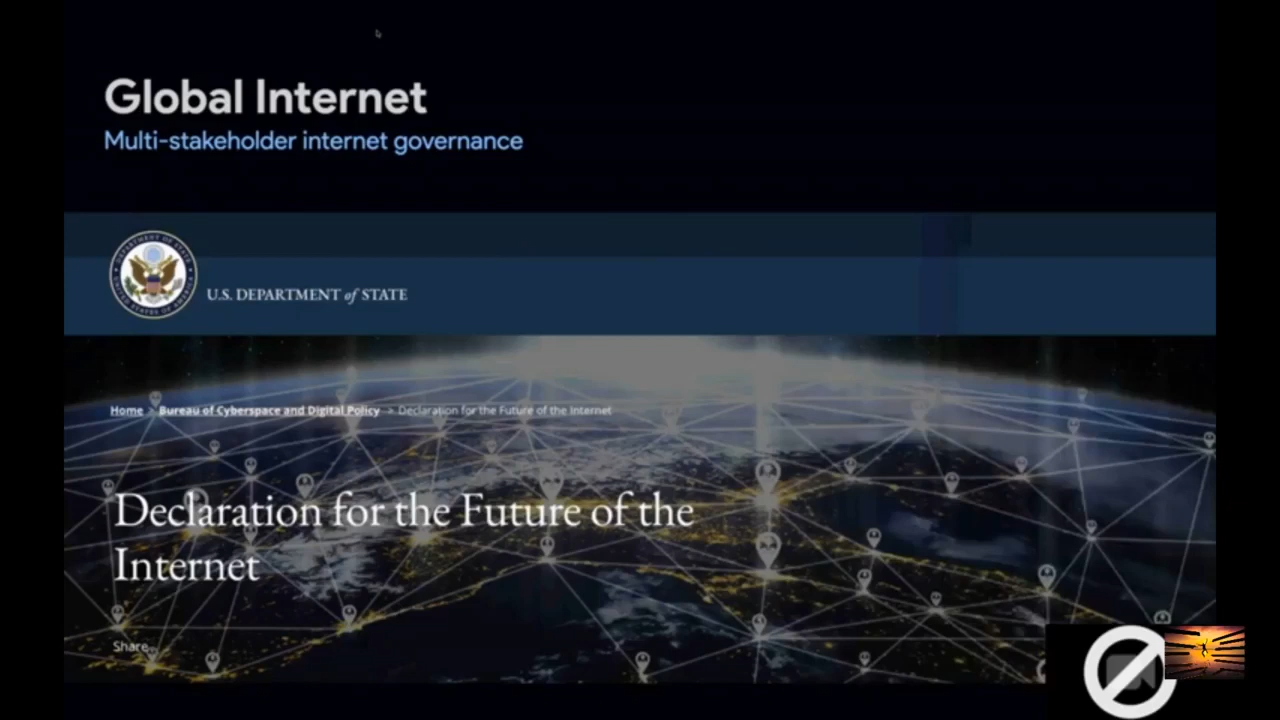 Global Internet
Multi-stakeholder internet governance
U.S. DEPARTMENT of STATE
Home > Bureau of Cyberspace and Digital Policy > Declaration for the Future of the Internet
Declaration for the Future of the
Internet
Share